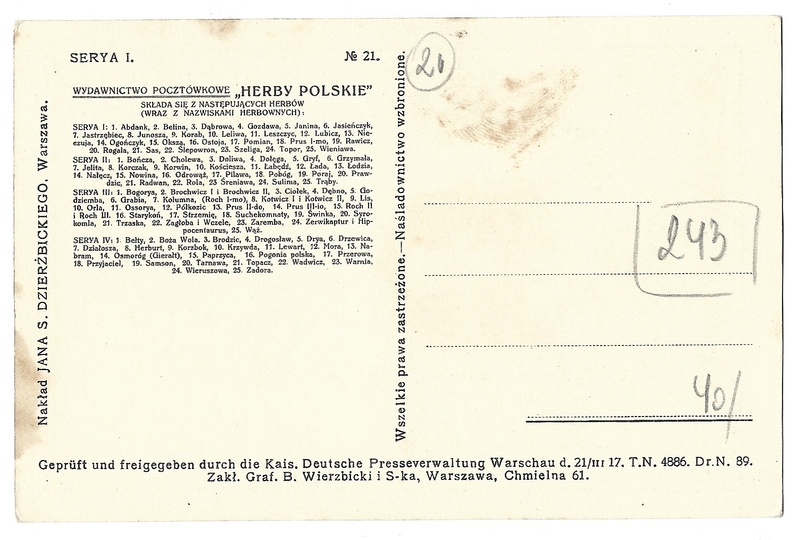 SERYA I.
№ 21.
WYDAWNICTWO POCZTÓWKOWE „HERBY POLSKIE”
SKŁADA SIĘ Z NASTĘPUJĄCYCH HERBÓW
(WRAZ Z NAZWISKAMI HERBOWNYCH):
SERYA I: 1. Abdank, 2. Belina, 3. Dąbrowa, 4. Gozdawa, 5. Janina, 6. Jasieńczyk,
7. Jastrzębiec, 8. Junosza, 9. Korab, 10. Leliwa, 11. Leszczyc, 12. Lubicz, 13. Nie-
czuja, 14. Ogończyk, 15. Oksza, 16. Ostoja, 17. Pomian, 18. Prus I-mo, 19. Rawicz,
20. Rogala, 21. Sas, 22. Ślepowron, 23. Szeliga, 24. Topor, 25. Wieniawa.
SERYA II: 1. Bończa, 2. Cholewa, 3. Doliwa, 4. Dołęga, 5. Gryf, 6. Grzymała,
7. Jelita, 8. Korczak, 9. Korwin, 10. Kościesza, 11. Łabędź, 12. Łada, 13. Łodzia,
14. Nałęcz, 15. Nowina, 16. Odrowąż, 17. Pilawa, 18. Pobóg, 19. Poraj, 20. Praw-
dzic, 21. Radwan, 22. Rola, 23 Śreniawa, 24. Sulima, 25. Trąby.
SERYA III: 1. Bogorya, 2. Brochwicz I i Brochwicz II, 3. Ciołek, 4. Dębno, 5. Go-
dziemba, 6. Grabia, 7. Kolumna, (Roch I-mo), 8. Kotwicz I i Kotwicz II, 9. Lis,
10. Orla, 11. Ossorya, 12. Półkozic 13. Prus II-do, 14. Prus III-io, 15. Roch II
i Roch III. 16. Starykoń, 17. Strzemię, 18. Suchekomnaty, 19. Świnka, 20. Syro-
komla, 21. Trzaska, 22. Zagłoba i Wczele, 23. Zaremba, 24. Zerwikaptur i Hip-
pocentaurus, 25. Wąż.
SERYA IV: 1. Bełty, 2. Boża Wola, 3. Brodzic, 4. Drogosław, 5. Drya, 6. Drzewica,
7. Działosza, 8. Herburt, 9. Korzbok, 10. Krzywda, 11. Lewart, 12. Mora, 13. Na-
bram, 14. Osmoróg (Gierałt), 15. Paprzyca, 16. Pogonia polska, 17. Przerowa,
18. Przyjaciel, 19. Samson, 20. Tarnawa, 21. Topacz, 22. Wadwicz, 23. Warnia,
24. Wieruszowa, 25. Zadora.
Nakład JANA S. DZIERŻBICKIEGO, Warszawa.
Wszelkie prawa zastrzeżone.—Naśladownictwo wzbronione.
21
243
40/
Geprüft und freigegeben durch die Kais. Deutsche Presseverwaltung Warschau d. 21/III 17. T.N. 4886. Dr.N. 89.
Zakł. Graf. B. Wierzbicki i S-ka, Warszawa, Chmielna 61.